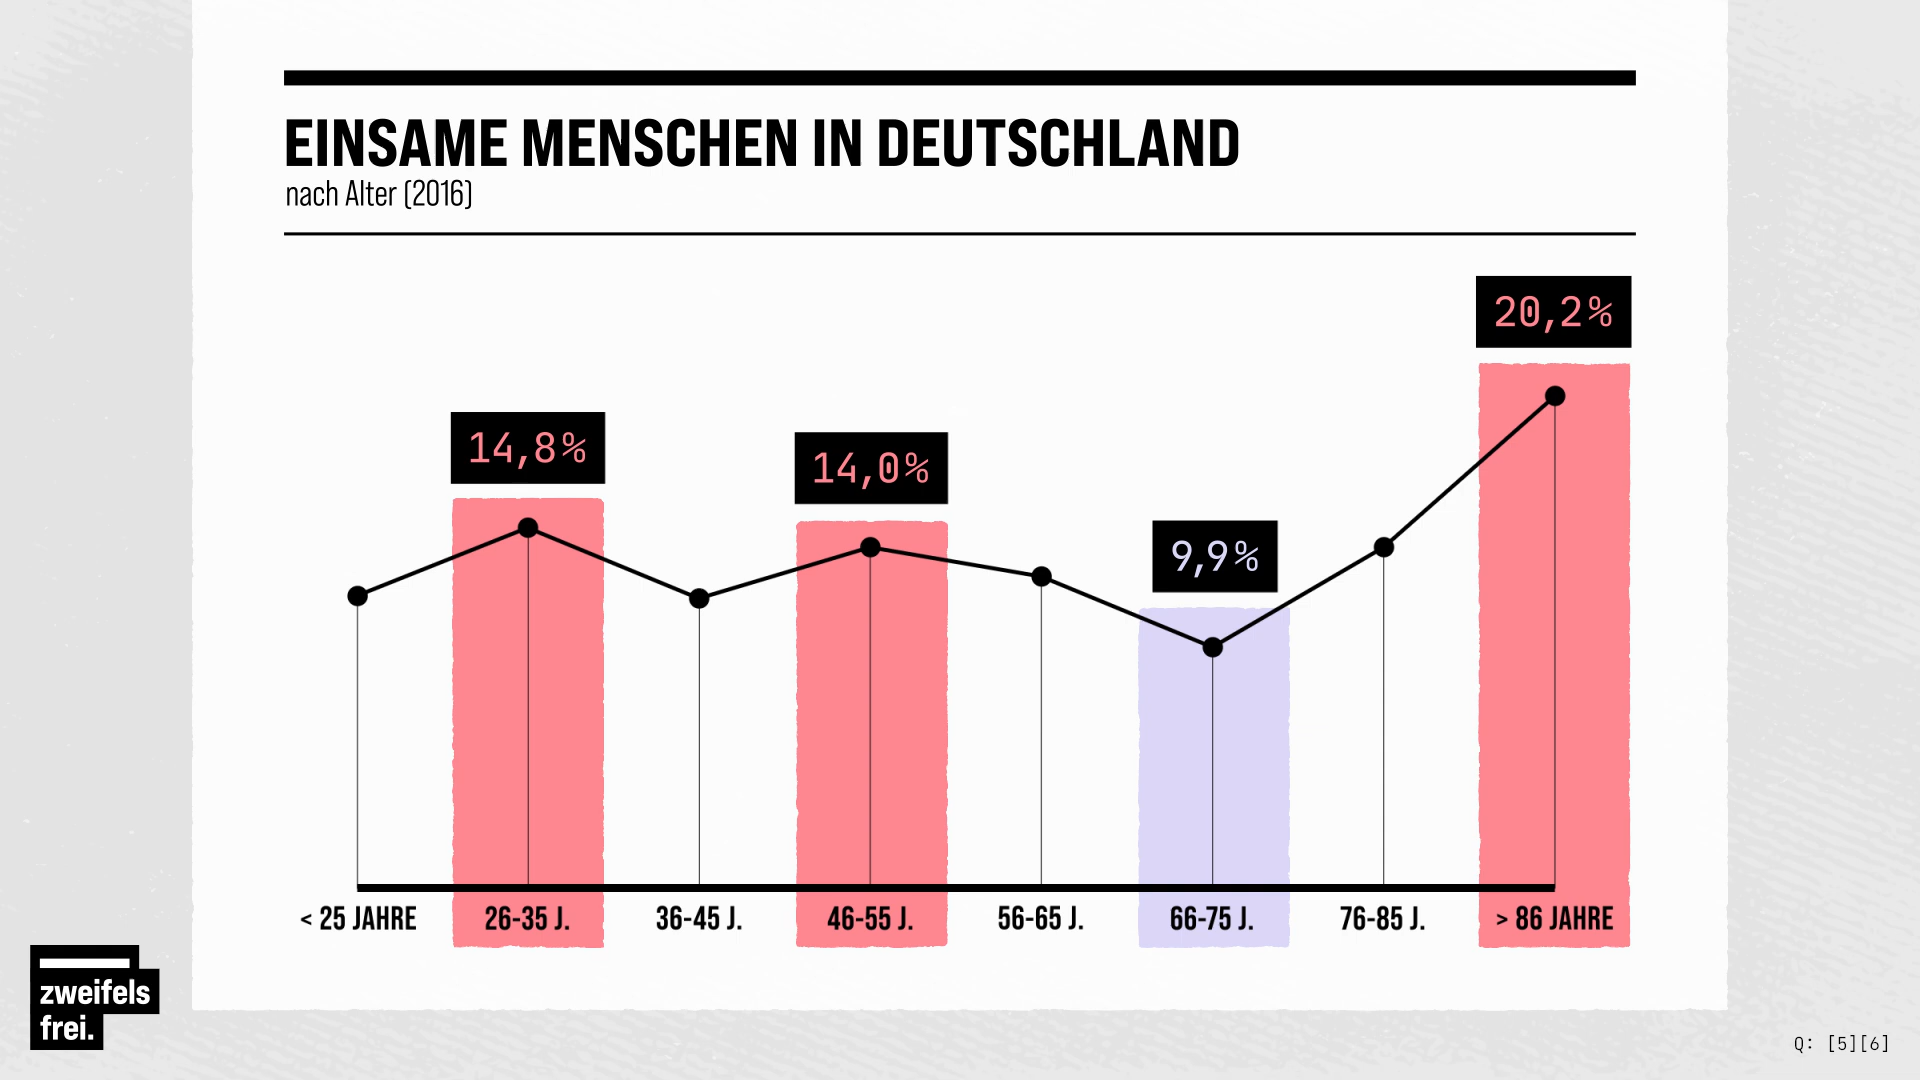 EINSAME MENSCHEN IN DEUTSCHLAND
nach Alter (2016)
20,2%
14,8%
14,0%
9,9%
< 25 JAHRE 26-35 J. 36-45 J. 46-55 J. 56-65 J. 66-75 J. 76-85 J. > 86 JAHRE
zweifels
frei.
Q: [5][6]